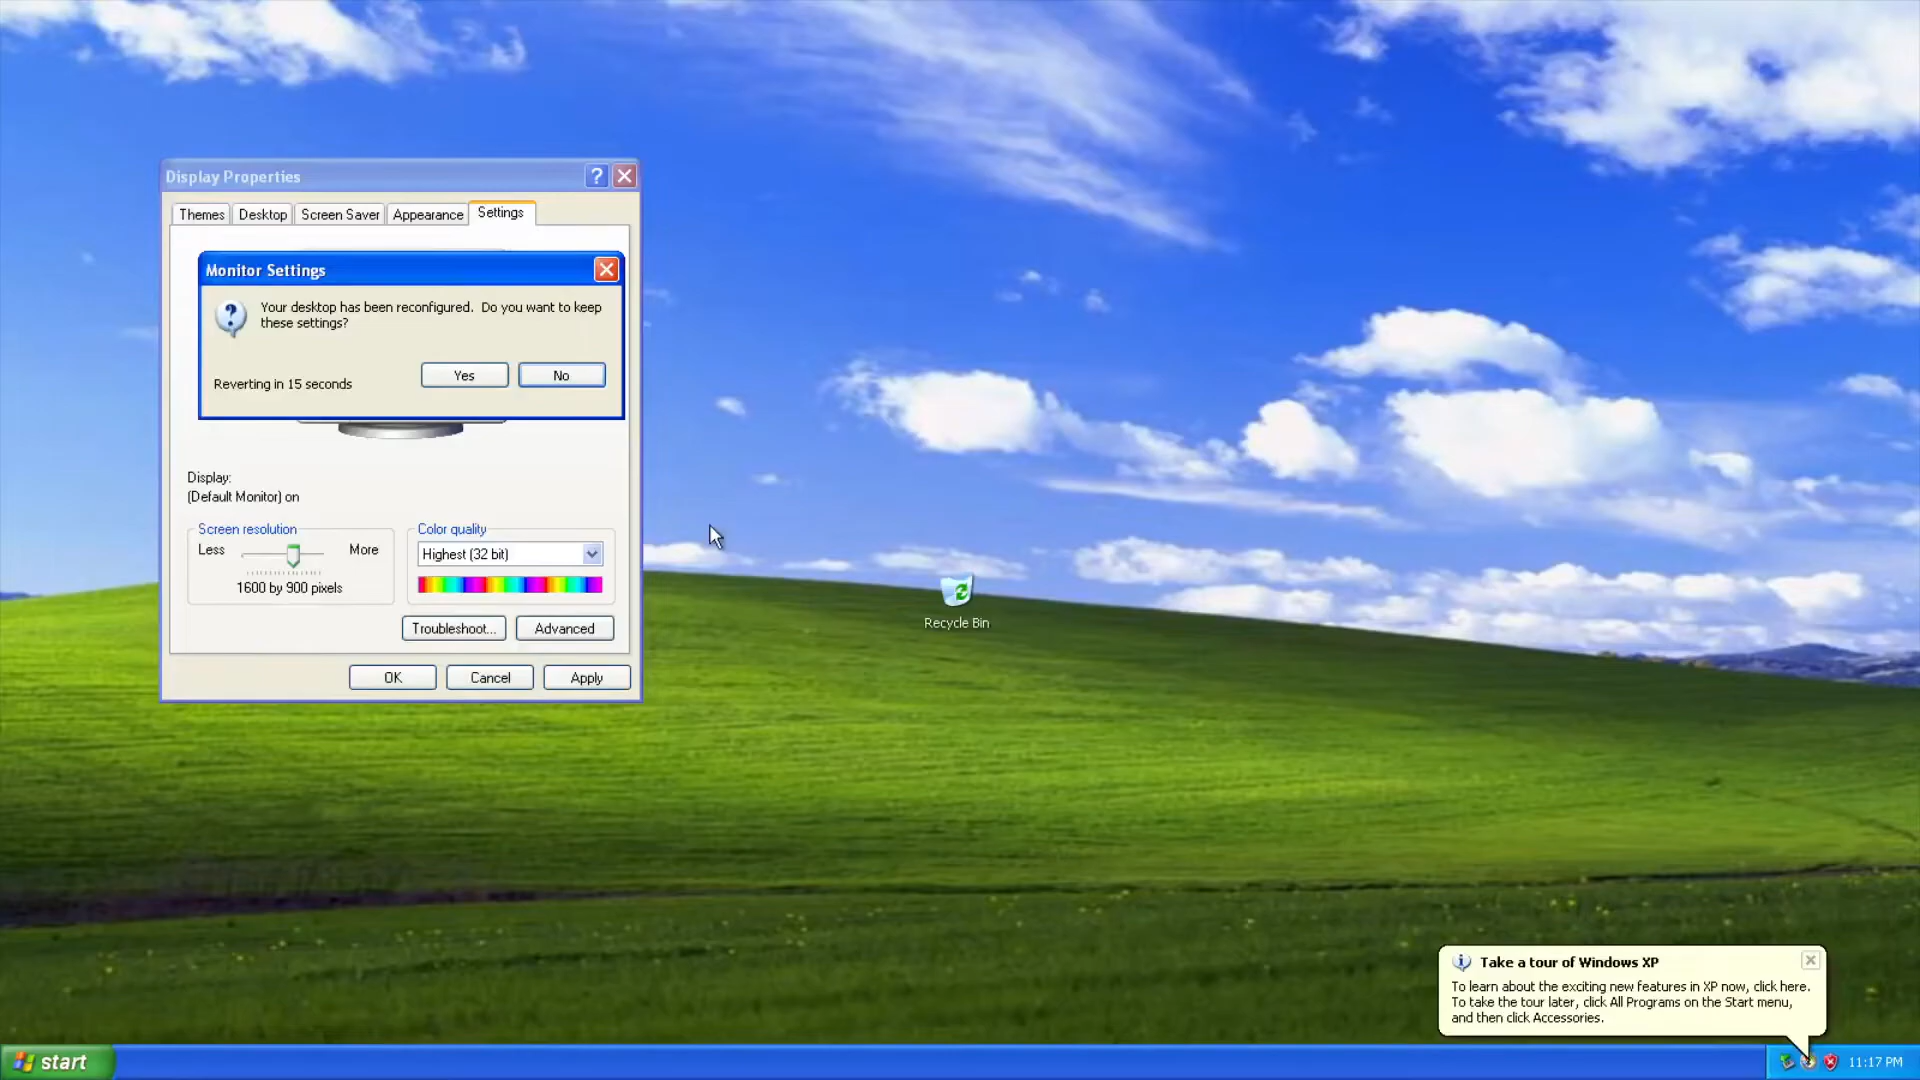 Display Properties
Themes
Desktop
Screen Saver
Appearance
Settings
Monitor Settings
Your desktop has been reconfigured. Do you want to keep
these settings?
Reverting in 15 seconds
Yes
No
Display:
(Default Monitor) on
Screen resolution
Less
More
1600 by 900 pixels
Color quality
Highest (32 bit)
Troubleshoot...
Advanced
OK
Cancel
Apply
Recycle Bin
Take a tour of Windows XP
To learn about the exciting new features in XP now, click here.
To take the tour later, click All Programs on the Start menu,
and then click Accessories.
start
11:17 PM